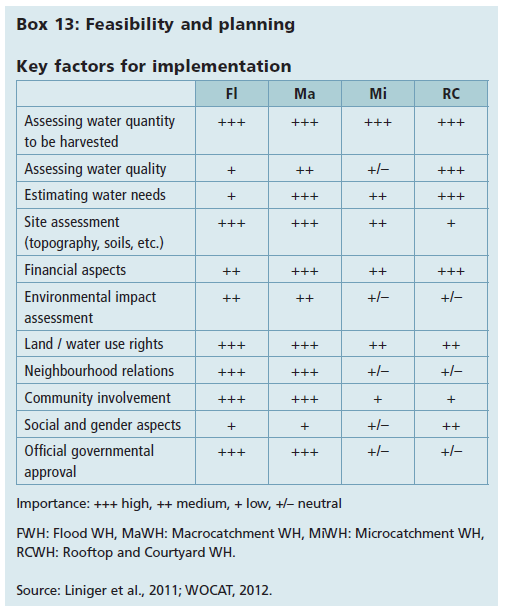 Box 13: Feasibility and planning
Key factors for implementation
Fl Ma Mi RC
Assessing water quantity
to be harvested +++ +++ +++ +++
Assessing water quality + ++ +/– +++
Estimating water needs + +++ ++ +++
Site assessment
(topography, soils, etc.) +++ +++ ++ +
Financial aspects ++ +++ ++ +++
Environmental impact
assessment ++ ++ +/– +/–
Land / water use rights +++ +++ ++ ++
Neighbourhood relations +++ +++ +/– +/–
Community involvement +++ +++ + +
Social and gender aspects + + +/– ++
Official governmental
approval +++ +++ +/– +/–
Importance: +++ high, ++ medium, + low, +/– neutral
FWH: Flood WH, MaWH: Macrocatchment WH, MiWH: Microcatchment WH,
RCWH: Rooftop and Courtyard WH.
Source: Liniger et al., 2011; WOCAT, 2012.